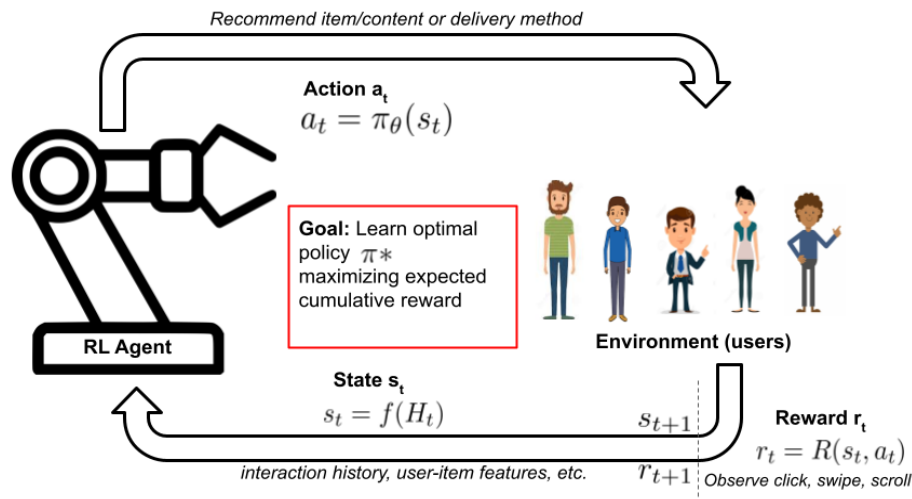 Recommend item/content or delivery method
Action a_t
a_t = π_θ(s_t)
Goal: Learn optimal
policy π*
maximizing expected
cumulative reward
RL Agent
Environment (users)
State s_t
s_t = f(H_t)
s_{t+1}
Reward r_t
r_t = R(s_t, a_t)
interaction history, user-item features, etc.
r_{t+1}
Observe click, swipe, scroll